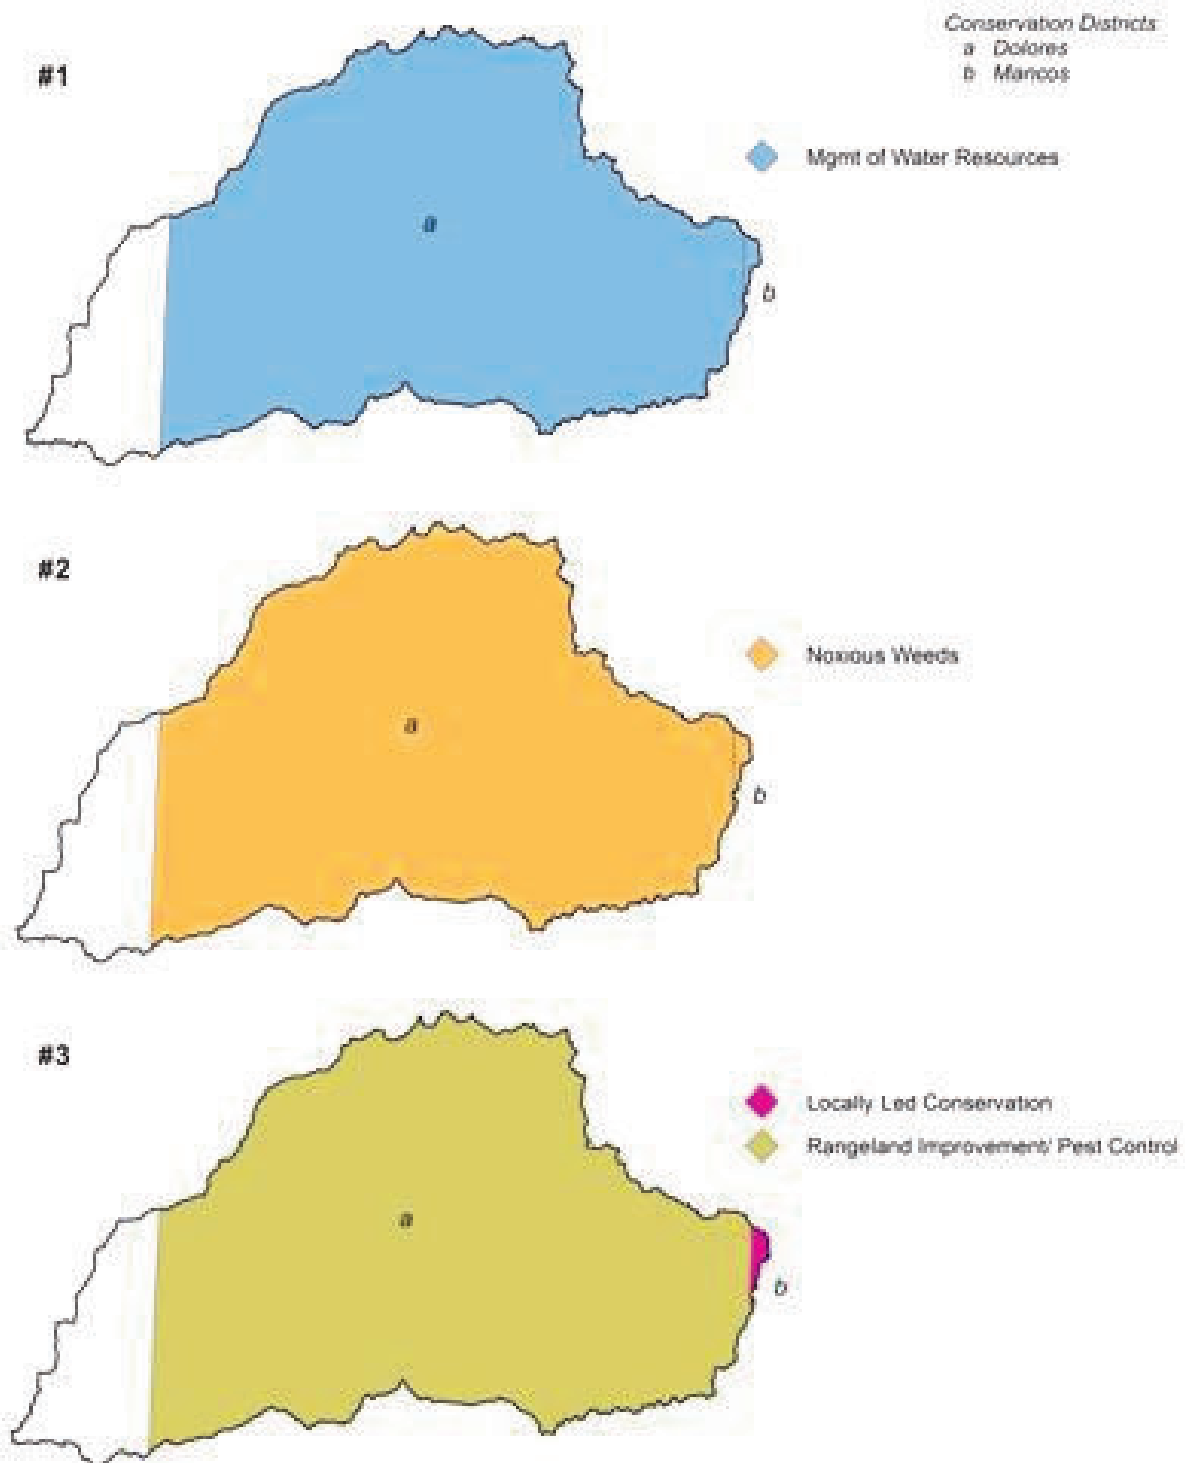 Conservation Districts
a Dolores
b Mancos
#1
Mgmt of Water Resources
a
b
#2
Noxious Weeds
a
b
#3
Locally Led Conservation
Rangeland Improvement/ Pest Control
a
b